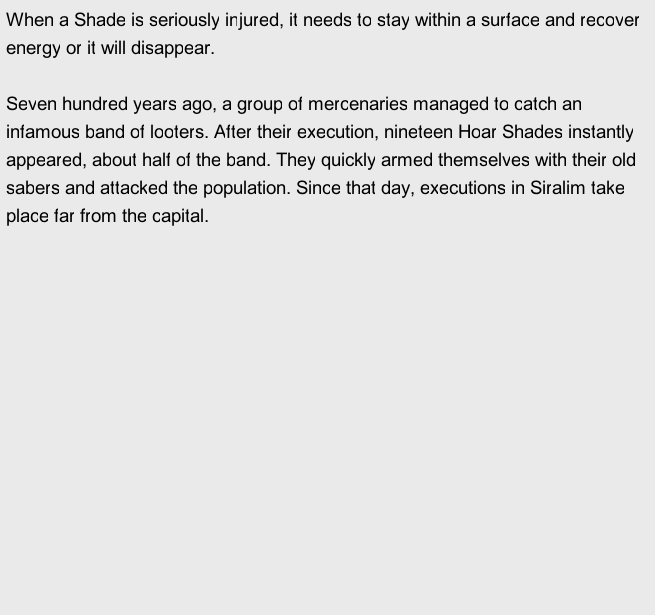 When a Shade is seriously injured, it needs to stay within a surface and recover
energy or it will disappear.

Seven hundred years ago, a group of mercenaries managed to catch an
infamous band of looters. After their execution, nineteen Hoar Shades instantly
appeared, about half of the band. They quickly armed themselves with their old
sabers and attacked the population. Since that day, executions in Siralim take
place far from the capital.